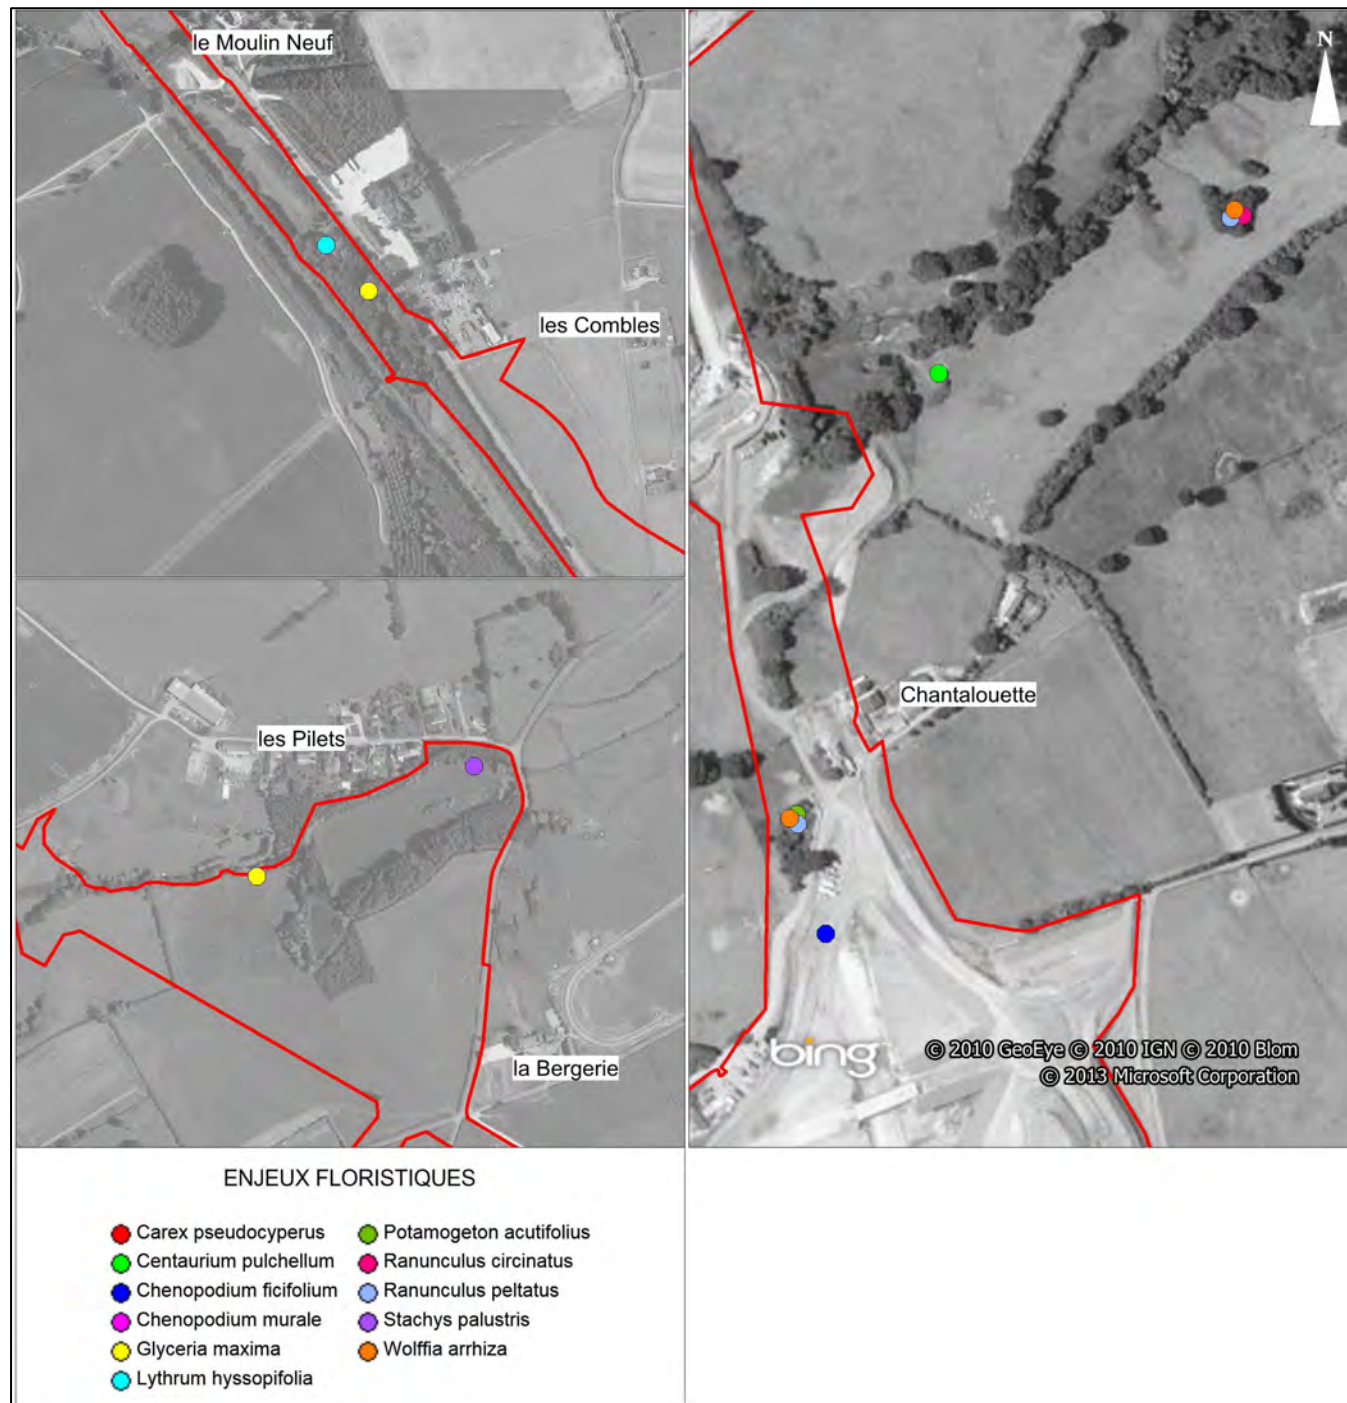 le Moulin Neuf
les Combles
N
Chantalouette
les Pilets
la Bergerie
bing
© 2010 GeoEye © 2010 IGN © 2010 Blom
© 2013 Microsoft Corporation
ENJEUX FLORISTIQUES
Carex pseudocyperus
Centaurium pulchellum
Chenopodium ficifolium
Chenopodium murale
Glyceria maxima
Lythrum hyssopifolia
Potamogeton acutifolius
Ranunculus circinatus
Ranunculus peltatus
Stachys palustris
Wolffia arrhiza